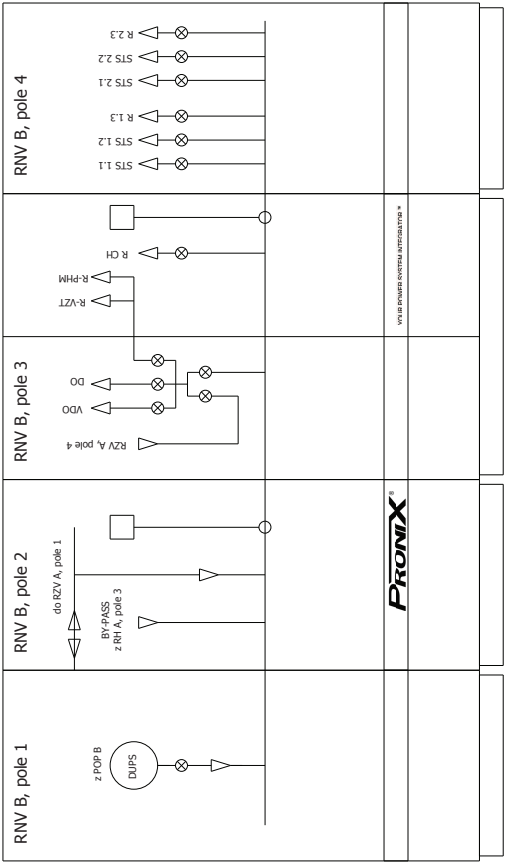 RNV B, pole 1
z POP B
DUPS
RNV B, pole 2
do RZV A, pole 1
BY-PASS
z RH A, pole 3
RNV B, pole 3
RZV A, pole 4
VDO
DO
R-VZT
R-PHM
R CH
RNV B, pole 4
STS 1.1
STS 1.2
R 1.3
STS 2.1
STS 2.2
R 2.3
PRONIX®
YOUR POWER SYSTEM INTEGRATOR ®